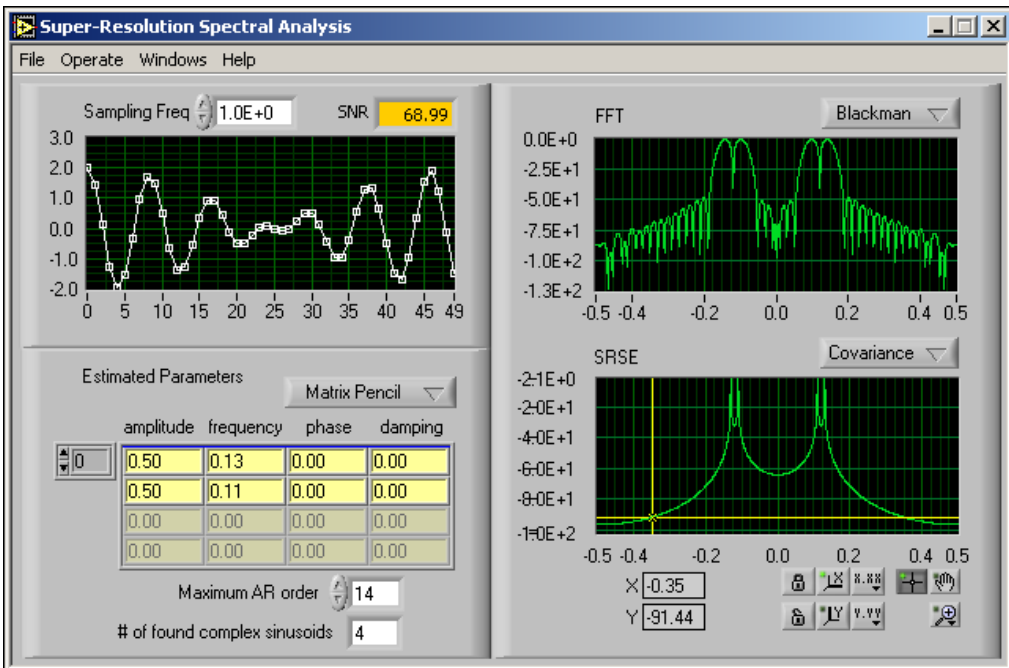 Super-Resolution Spectral Analysis
File Operate Windows Help
Sampling Freq 1.0E+0 SNR 68.99
3.0
2.0
1.0
0.0
-1.0
-2.0
0 5 10 15 20 25 30 35 40 45 49
Estimated Parameters Matrix Pencil
amplitude frequency phase damping
0 0.50 0.13 0.00 0.00
0.50 0.11 0.00 0.00
0.00 0.00 0.00 0.00
0.00 0.00 0.00 0.00
Maximum AR order 14
# of found complex sinusoids 4
FFT Blackman
0.0E+0
-2.5E+1
-5.0E+1
-7.5E+1
-1.0E+2
-1.3E+2
-0.5 -0.4 -0.2 0.0 0.2 0.4 0.5
SRSE Covariance
-2.1E+0
-2.0E+1
-4.0E+1
-6.0E+1
-8.0E+1
-1.0E+2
-0.5 -0.4 -0.2 0.0 0.2 0.4 0.5
X -0.35 X X.XX
Y -91.44 Y Y.YY